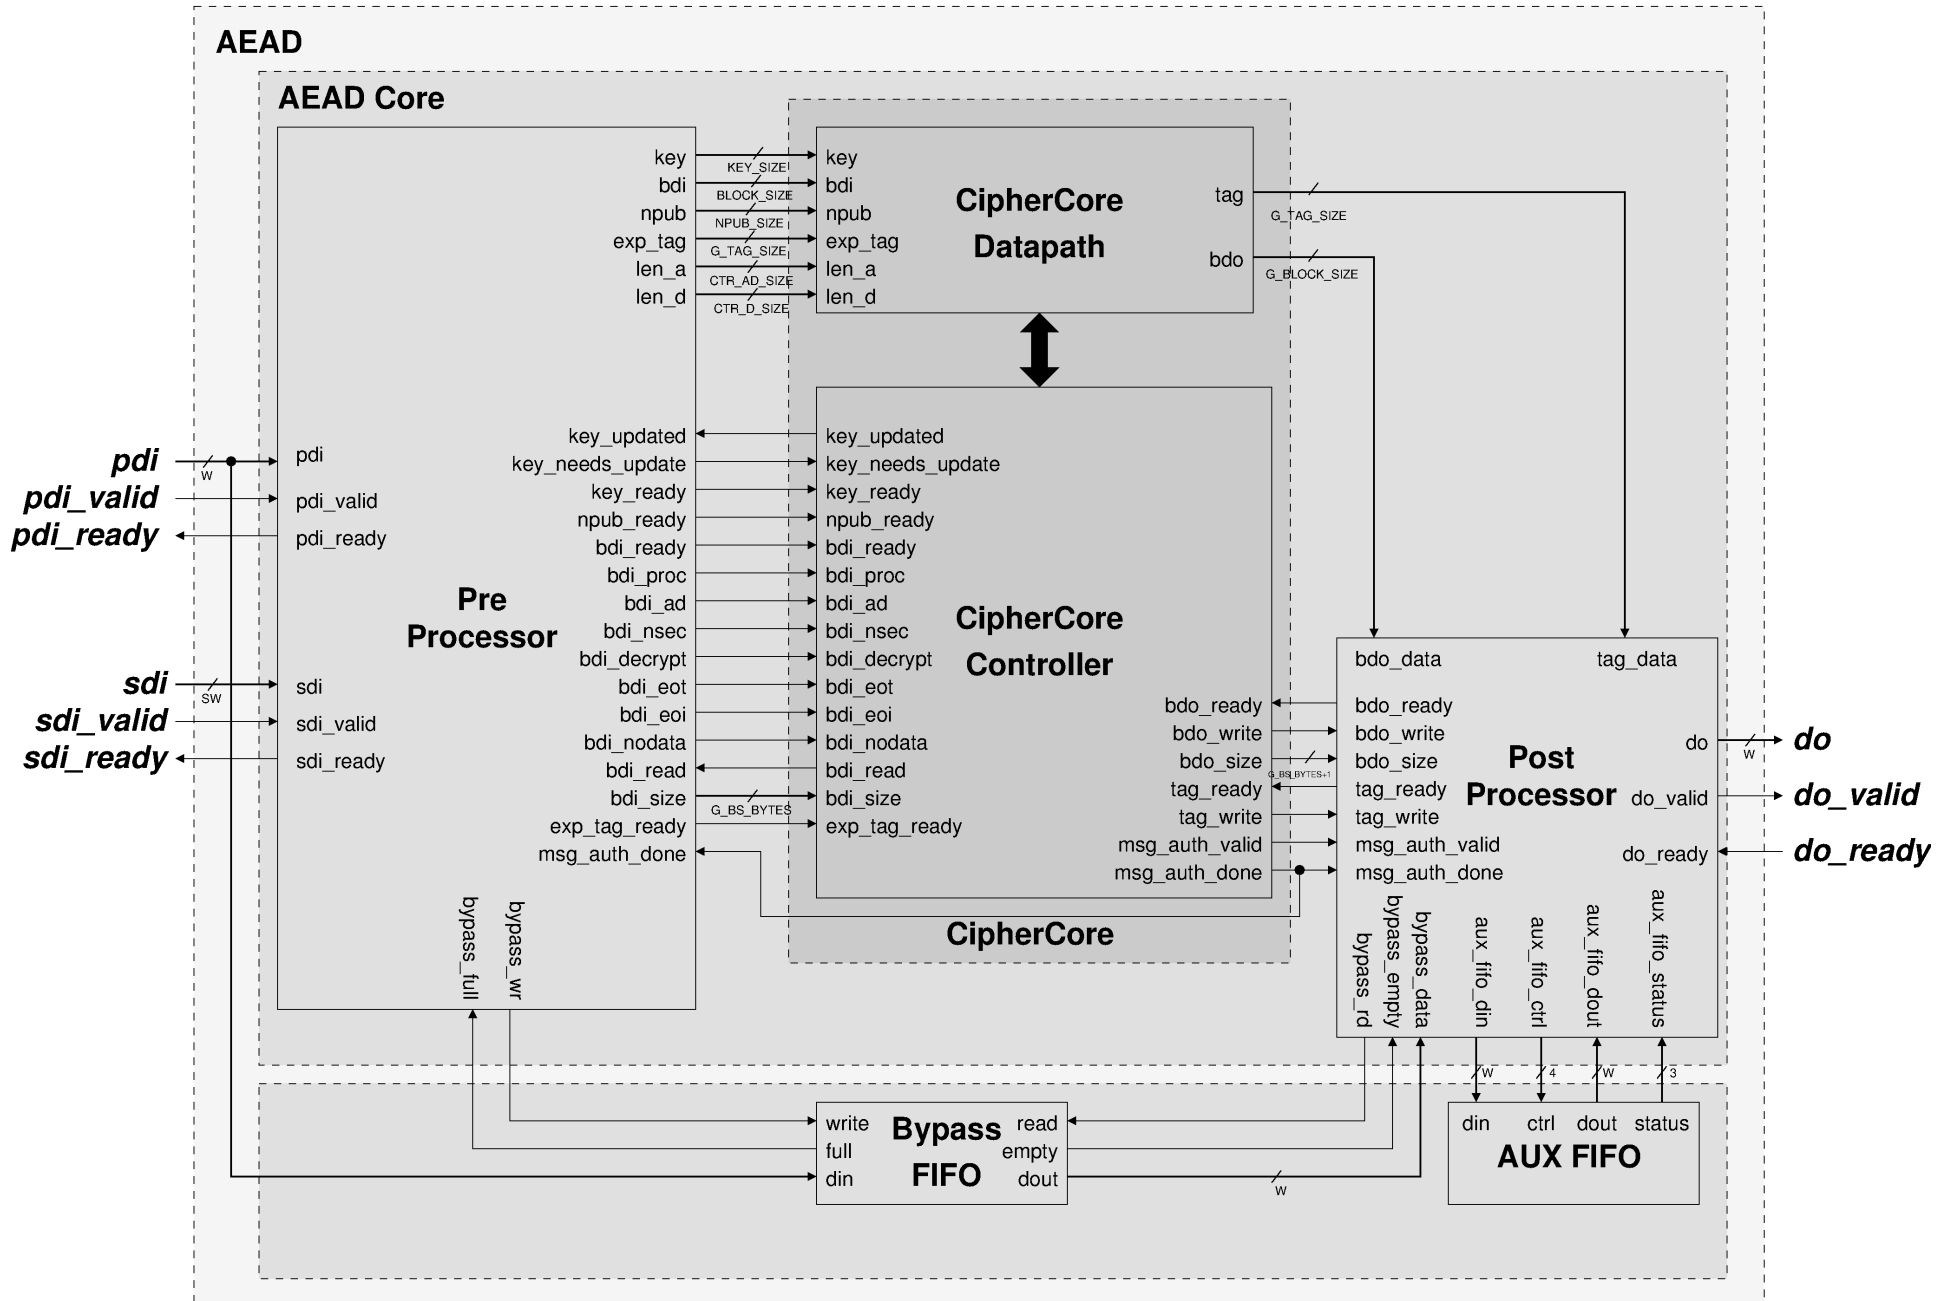 AEAD
AEAD Core
key
bdi
npub
exp_tag
len_a
len_d
KEY_SIZE
BLOCK_SIZE
NPUB_SIZE
G_TAG_SIZE
CTR_AD_SIZE
CTR_D_SIZE
key
bdi
npub
exp_tag
len_a
len_d
CipherCore
Datapath
tag
bdo
G_TAG_SIZE
G_BLOCK_SIZE
pdi
pdi_valid
pdi_ready
W
sdi
sdi_valid
sdi_ready
SW
pdi
pdi_valid
pdi_ready
Pre
Processor
sdi
sdi_valid
sdi_ready
key_updated
key_needs_update
key_ready
npub_ready
bdi_ready
bdi_proc
bdi_ad
bdi_nsec
bdi_decrypt
bdi_eot
bdi_eoi
bdi_nodata
bdi_read
bdi_size
exp_tag_ready
msg_auth_done
G_BS_BYTES
bypass_full
bypass_wr
key_updated
key_needs_update
key_ready
npub_ready
bdi_ready
bdi_proc
bdi_ad
bdi_nsec
bdi_decrypt
bdi_eot
bdi_eoi
bdi_nodata
bdi_read
bdi_size
exp_tag_ready
CipherCore
Controller
bdo_ready
bdo_write
bdo_size
tag_ready
tag_write
msg_auth_valid
msg_auth_done
G_BS_BYTES+1
CipherCore
bdo_data
tag_data
bdo_ready
bdo_write
bdo_size
tag_ready
tag_write
msg_auth_valid
msg_auth_done
Post
Processor
do
do_valid
do_ready
W
do
do_valid
do_ready
bypass_rd
bypass_empty
bypass_data
aux_fifo_din
aux_fifo_ctrl
aux_fifo_dout
aux_fifo_status
W
4
W
3
write
full
din
Bypass
FIFO
read
empty
dout
W
din
ctrl
dout
status
AUX FIFO